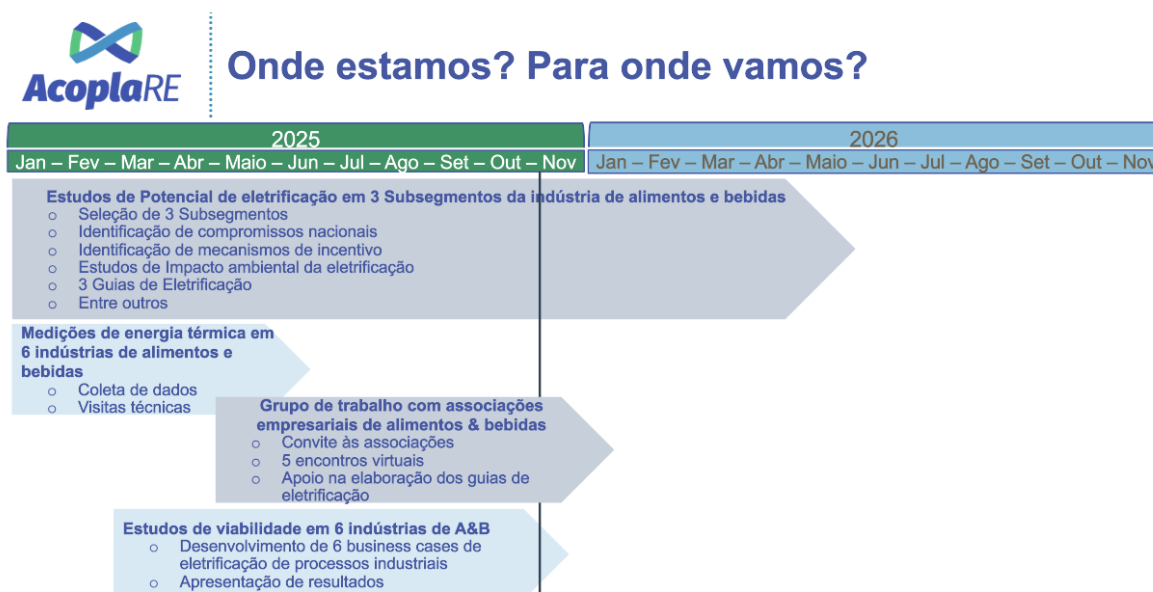 AcoplaRE
Onde estamos? Para onde vamos?
2025
2026
Jan – Fev – Mar – Abr – Maio – Jun – Jul – Ago – Set – Out – Nov
Jan – Fev – Mar – Abr – Maio – Jun – Jul – Ago – Set – Out – Nov
Estudos de Potencial de eletrificação em 3 Subsegmentos da indústria de alimentos e bebidas
o Seleção de 3 Subsegmentos
o Identificação de compromissos nacionais
o Identificação de mecanismos de incentivo
o Estudos de Impacto ambiental da eletrificação
o 3 Guias de Eletrificação
o Entre outros
Medições de energia térmica em
6 indústrias de alimentos e
bebidas
o Coleta de dados
o Visitas técnicas
Grupo de trabalho com associações
empresariais de alimentos & bebidas
o Convite às associações
o 5 encontros virtuais
o Apoio na elaboração dos guias de
eletrificação
Estudos de viabilidade em 6 indústrias de A&B
o Desenvolvimento de 6 business cases de
eletrificação de processos industriais
o Apresentação de resultados